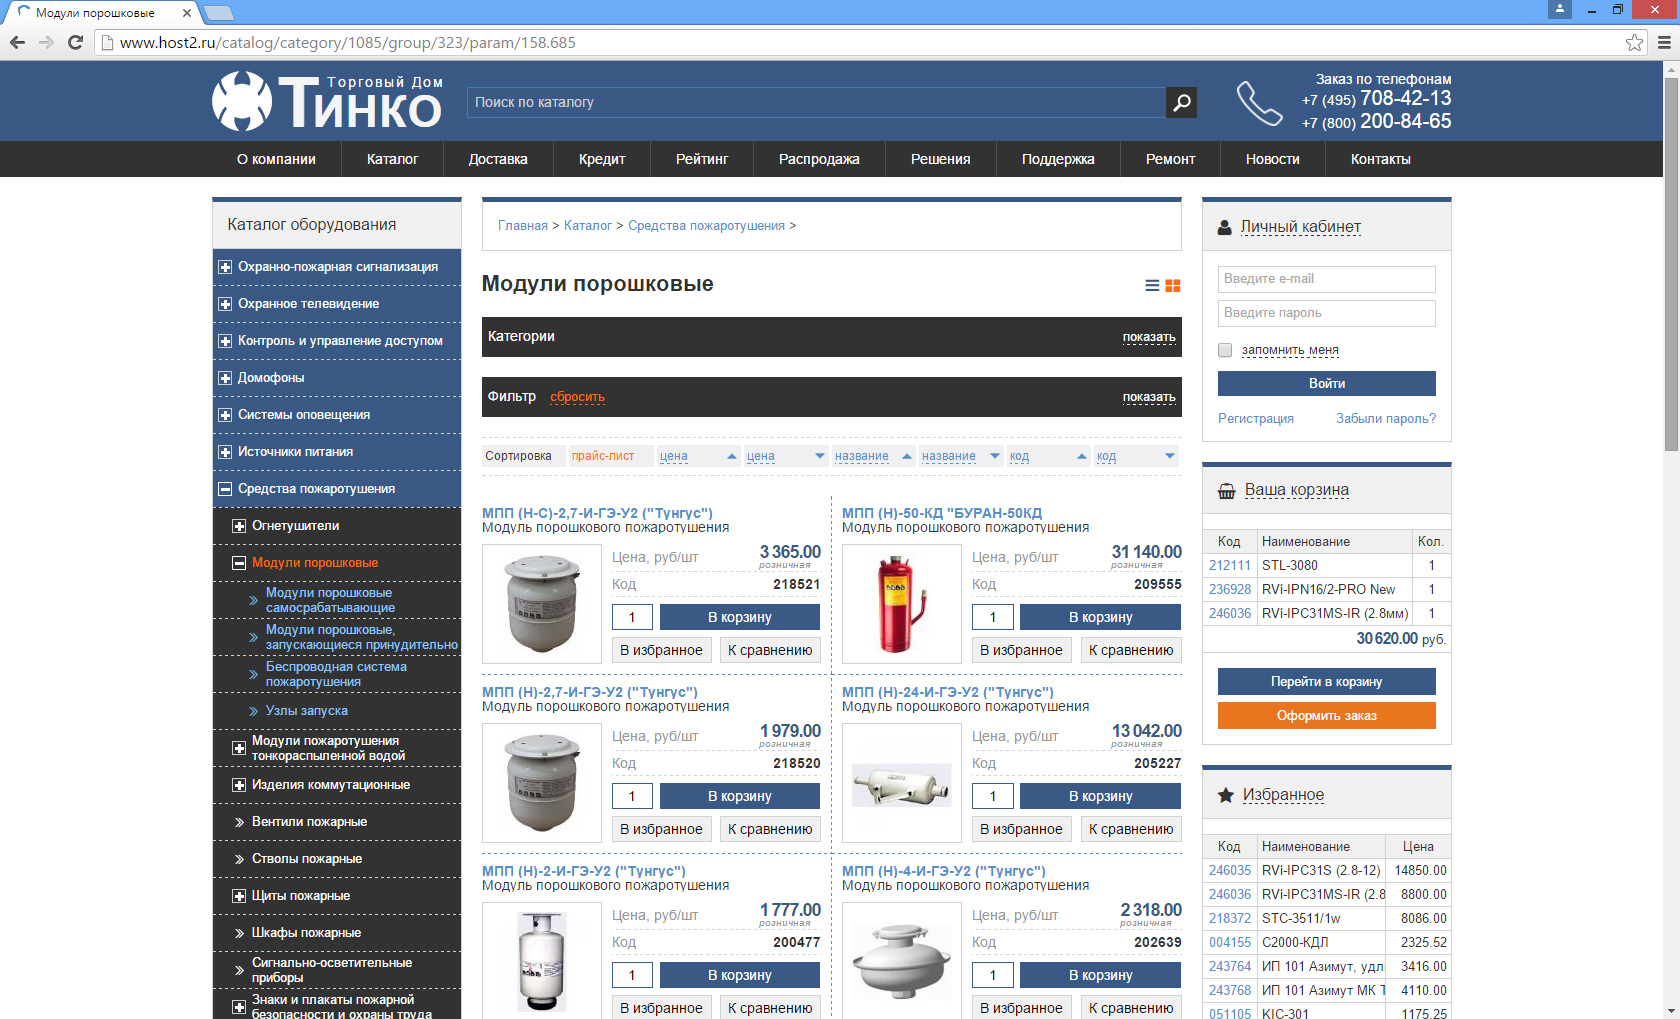 Модули порошковые
www.host2.ru/catalog/category/1085/group/323/param/158.685
Торговый Дом
Тинко
Поиск по каталогу
Заказ по телефонам
+7 (495) 708-42-13
+7 (800) 200-84-65
О компании
Каталог
Доставка
Кредит
Рейтинг
Распродажа
Решения
Поддержка
Ремонт
Новости
Контакты
Каталог оборудования
Охранно-пожарная сигнализация
Охранное телевидение
Контроль и управление доступом
Домофоны
Системы оповещения
Источники питания
Средства пожаротушения
Огнетушители
Модули порошковые
Модули порошковые
самосрабатывающие
Модули порошковые,
запускающиеся принудительно
Беспроводная система
пожаротушения
Узлы запуска
Модули пожаротушения
тонкораспыленной водой
Изделия коммутационные
Вентили пожарные
Стволы пожарные
Щиты пожарные
Шкафы пожарные
Сигнально-осветительные
приборы
Знаки и плакаты пожарной
безопасности и охраны труда
Главная > Каталог > Средства пожаротушения >
Модули порошковые
Категории
показать
Фильтр сбросить
показать
Сортировка прайс-лист цена цена название название код код
МПП (Н-С)-2,7-И-ГЭ-У2 ("Тунгус")
Модуль порошкового пожаротушения
Цена, руб/шт 3 365.00
розничная
Код 218521
1 В корзину
В избранное К сравнению
МПП (Н)-50-КД "БУРАН-50КД
Модуль порошкового пожаротушения
Цена, руб/шт 31 140.00
розничная
Код 209555
1 В корзину
В избранное К сравнению
МПП (Н)-2,7-И-ГЭ-У2 ("Тунгус")
Модуль порошкового пожаротушения
Цена, руб/шт 1 979.00
розничная
Код 218520
1 В корзину
В избранное К сравнению
МПП (Н)-24-И-ГЭ-У2 ("Тунгус")
Модуль порошкового пожаротушения
Цена, руб/шт 13 042.00
розничная
Код 205227
1 В корзину
В избранное К сравнению
МПП (Н)-2-И-ГЭ-У2 ("Тунгус")
Модуль порошкового пожаротушения
Цена, руб/шт 1 777.00
розничная
Код 200477
1 В корзину
В избранное К сравнению
МПП (Н)-4-И-ГЭ-У2 ("Тунгус")
Модуль порошкового пожаротушения
Цена, руб/шт 2 318.00
розничная
Код 202639
1 В корзину
В избранное К сравнению
Личный кабинет
Введите e-mail
Введите пароль
запомнить меня
Войти
Регистрация Забыли пароль?
Ваша корзина
Код Наименование Кол.
212111 STL-3080 1
236928 RVi-IPN16/2-PRO New 1
246036 RVi-IPC31MS-IR (2.8мм) 1
30 620.00 руб.
Перейти в корзину
Оформить заказ
Избранное
Код Наименование Цена
246035 RVi-IPC31S (2.8-12) 14850.00
246036 RVi-IPC31MS-IR (2.8 8800.00
218372 STC-3511/1w 8086.00
004155 С2000-КДЛ 2325.52
243764 ИП 101 Азимут, удл 3416.00
243768 ИП 101 Азимут МК Т 4110.00
051105 KIC-301 1175.25